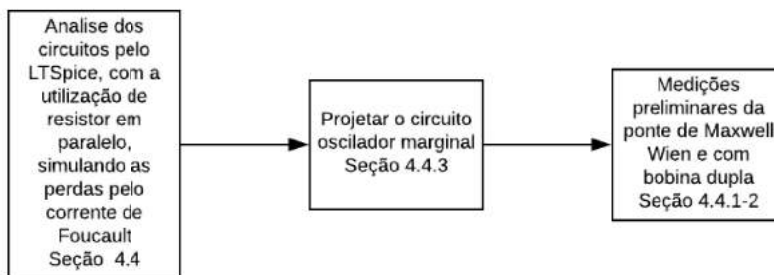 Analise dos
circuitos pelo
LTSpice, com a
utilização de
resistor em
paralelo,
simulando as
perdas pelo
corrente de
Foucault
Seção 4.4
Projetar o circuito
oscilador marginal
Seção 4.4.3
Medições
preliminares da
ponte de Maxwell
Wien e com
bobina dupla
Seção 4.4.1-2